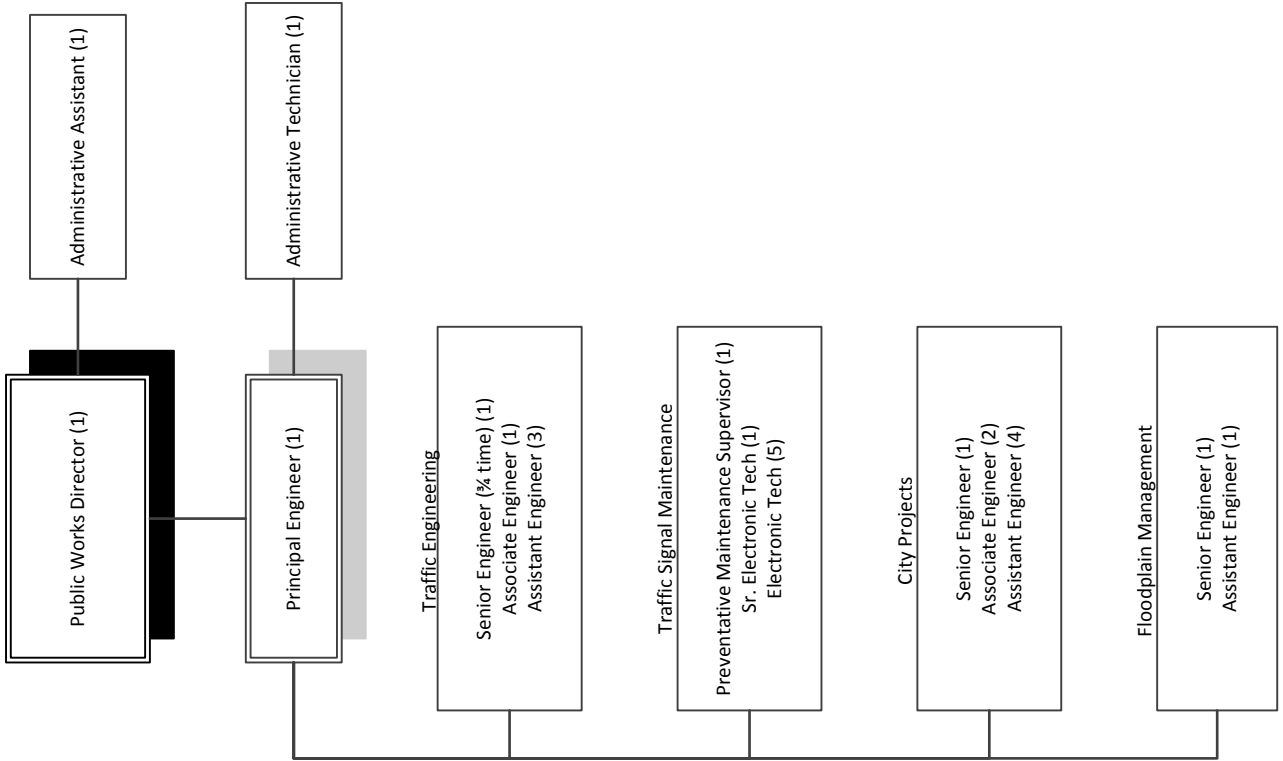 Public Works Director (1)
Administrative Assistant (1)
Principal Engineer (1)
Administrative Technician (1)
Traffic Engineering
Senior Engineer (¾ time) (1)
Associate Engineer (1)
Assistant Engineer (3)
Traffic Signal Maintenance
Preventative Maintenance Supervisor (1)
Sr. Electronic Tech (1)
Electronic Tech (5)
City Projects
Senior Engineer (1)
Associate Engineer (2)
Assistant Engineer (4)
Floodplain Management
Senior Engineer (1)
Assistant Engineer (1)